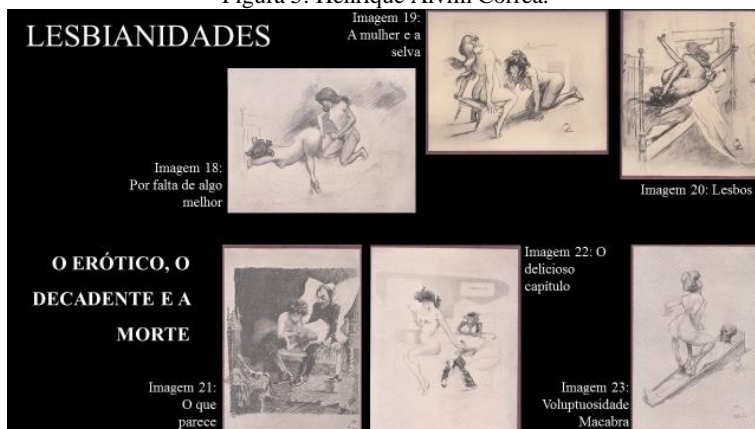 Figura 3: Henrique Alvim Corrêa.
LESBIANIDADES
Imagem 19:
A mulher e a
selva
Imagem 18:
Por falta de algo
melhor
Imagem 20: Lesbos
O ERÓTICO, O
DECADENTE E A
MORTE
Imagem 21:
O que
parece
Imagem 22: O
delicioso
capítulo
Imagem 23:
Voluptuosidade
Macabra